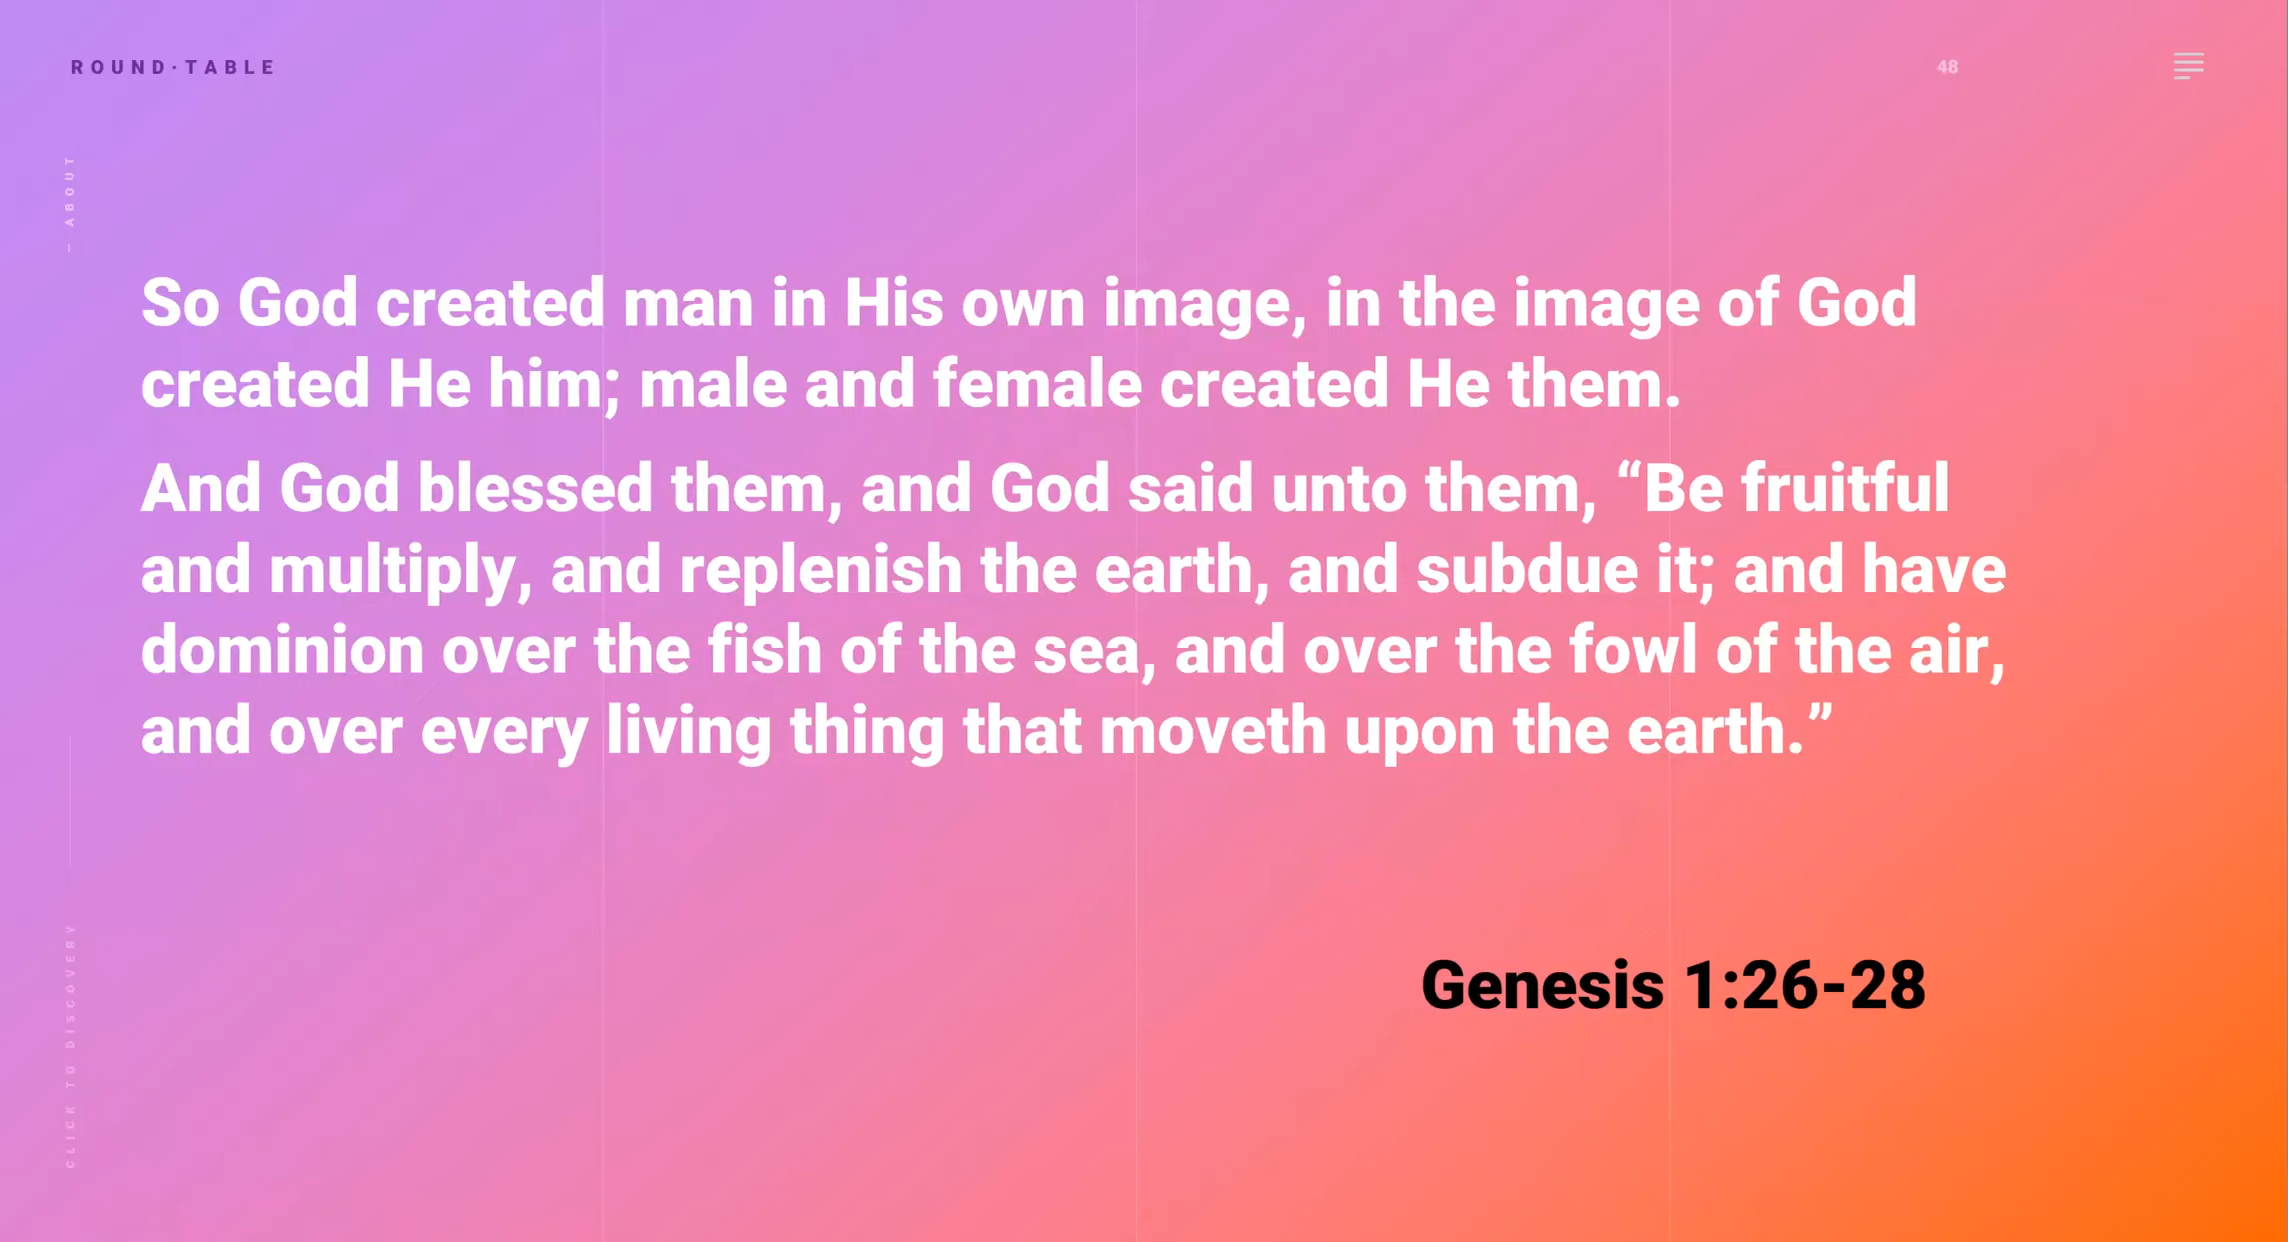 ROUND·TABLE
48
— ABOUT
So God created man in His own image, in the image of God
created He him; male and female created He them.
And God blessed them, and God said unto them, “Be fruitful
and multiply, and replenish the earth, and subdue it; and have
dominion over the fish of the sea, and over the fowl of the air,
and over every living thing that moveth upon the earth.”
Genesis 1:26-28
CLICK TO DISCOVERY